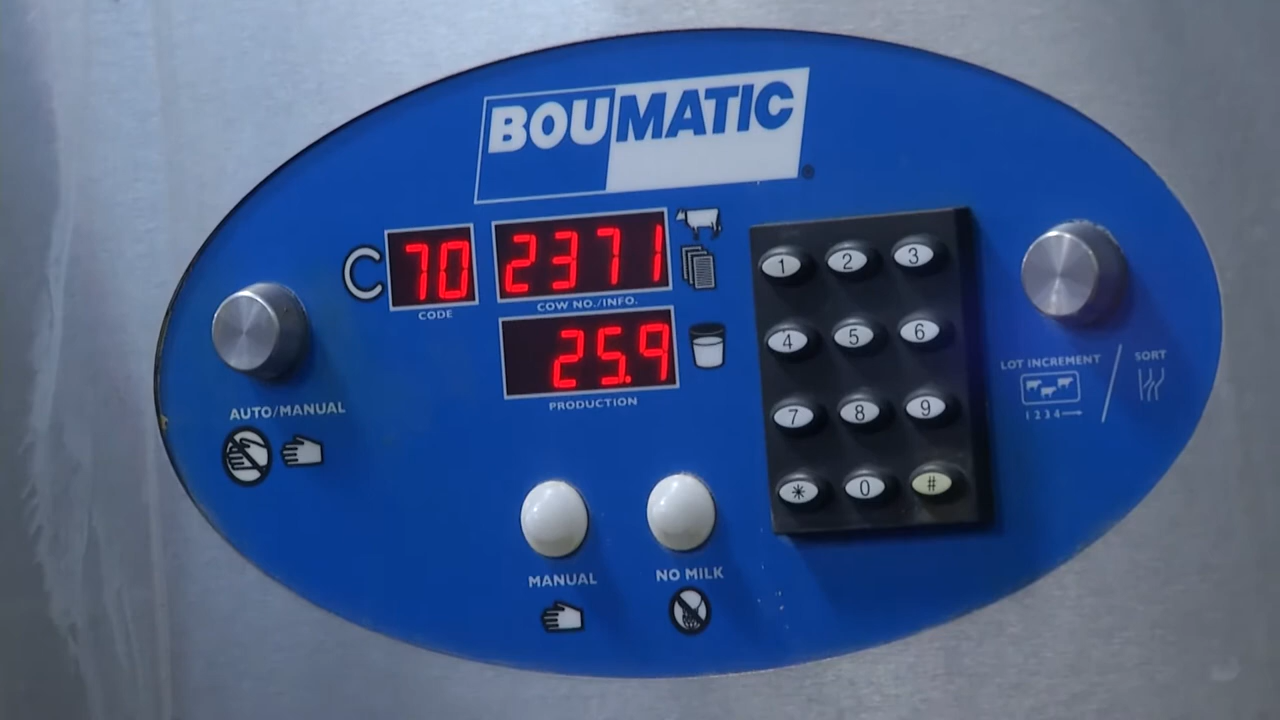 BOUMATIC
®
C 70 2371
CODE COW NO./INFO.
25.9
PRODUCTION
1 2 3
4 5 6
7 8 9
* 0 #
AUTO/MANUAL
MANUAL
NO MILK
LOT INCREMENT / SORT
1234